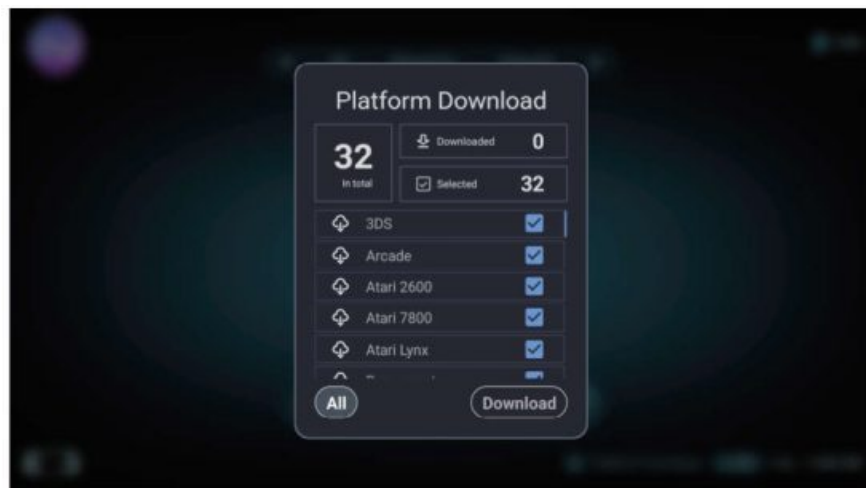 Platform Download
32
In total
Downloaded 0
Selected 32
3DS
Arcade
Atari 2600
Atari 7800
Atari Lynx
All
Download